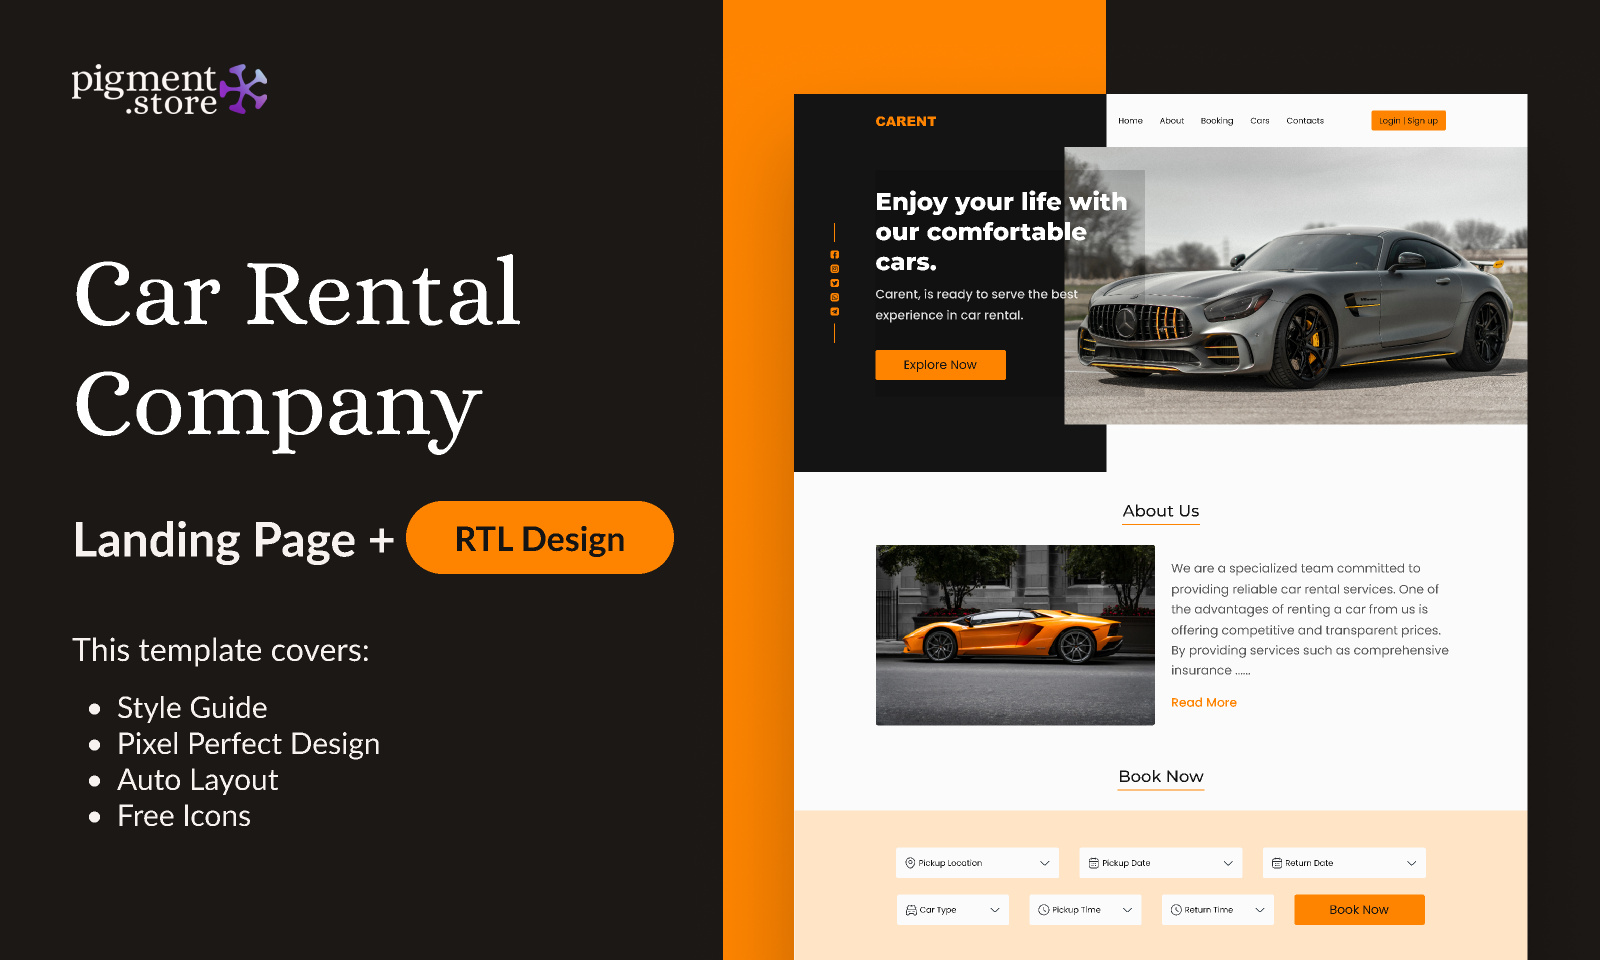 pigment
.store
Car Rental
Company
Landing Page + RTL Design
This template covers:
• Style Guide
• Pixel Perfect Design
• Auto Layout
• Free Icons
CARENT
Home About Booking Cars Contacts Login | Sign up
Enjoy your life with
our comfortable
cars.
Carent, is ready to serve the best
experience in car rental.
Explore Now
About Us
We are a specialized team committed to
providing reliable car rental services. One of
the advantages of renting a car from us is
offering competitive and transparent prices.
By providing services such as comprehensive
insurance ......
Read More
Book Now
Pickup Location Pickup Date Return Date
Car Type Pickup Time Return Time Book Now